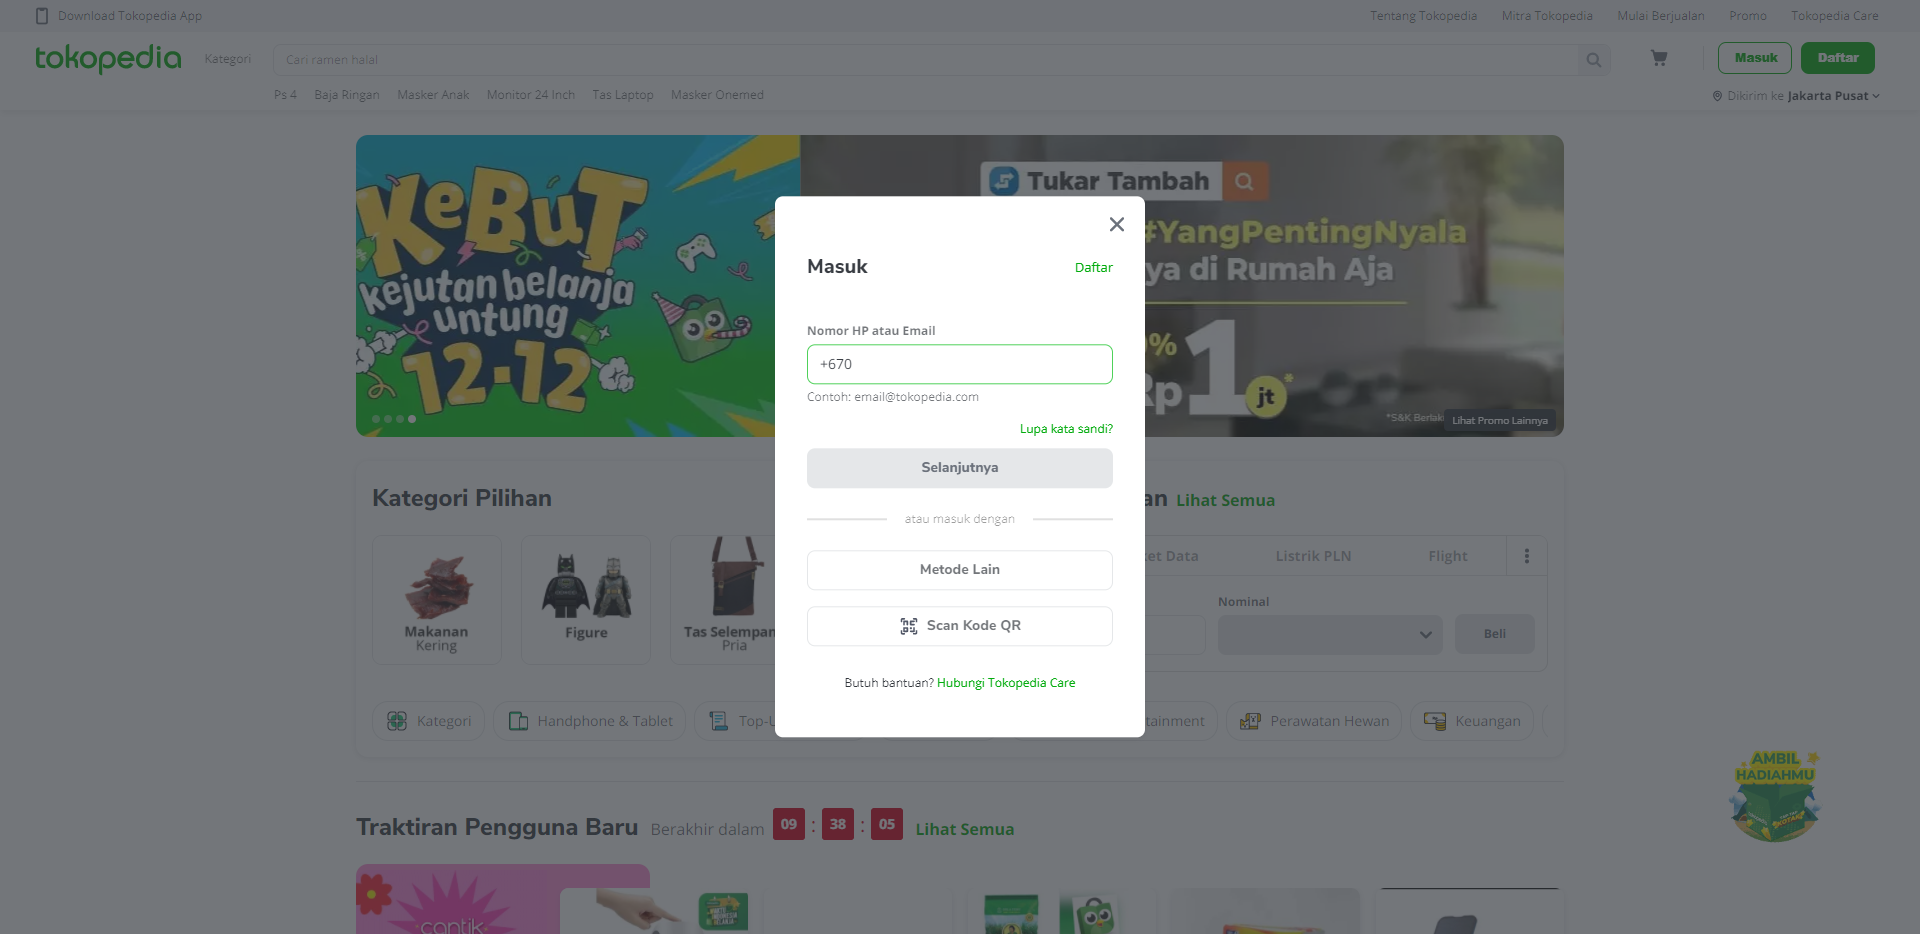 Download Tokopedia App
Tentang Tokopedia
Mitra Tokopedia
Mulai Berjualan
Promo
Tokopedia Care
tokopedia
Kategori
Cari ramen halal
Masuk
Daftar
Ps 4
Baja Ringan
Masker Anak
Monitor 24 Inch
Tas Laptop
Masker Onemed
Dikirim ke Jakarta Pusat
KeBUT
kejutan belanja
untung
12·12
Tukar Tambah
#YangPentingNyala
ya di Rumah Aja
%
Rp 1 jt*
*S&K Berlaku
Lihat Promo Lainnya
Masuk
Daftar
Nomor HP atau Email
+670
Contoh: email@tokopedia.com
Lupa kata sandi?
Selanjutnya
atau masuk dengan
Metode Lain
Scan Kode QR
Butuh bantuan? Hubungi Tokopedia Care
Kategori Pilihan
an Lihat Semua
Makanan
Kering
Figure
Tas Selempan
Pria
et Data
Listrik PLN
Flight
Nominal
Beli
Kategori
Handphone & Tablet
Top-U
tainment
Perawatan Hewan
Keuangan
AMBIL
HADIAHMU
Traktiran Pengguna Baru
Berakhir dalam
09 : 38 : 05
Lihat Semua
cantik